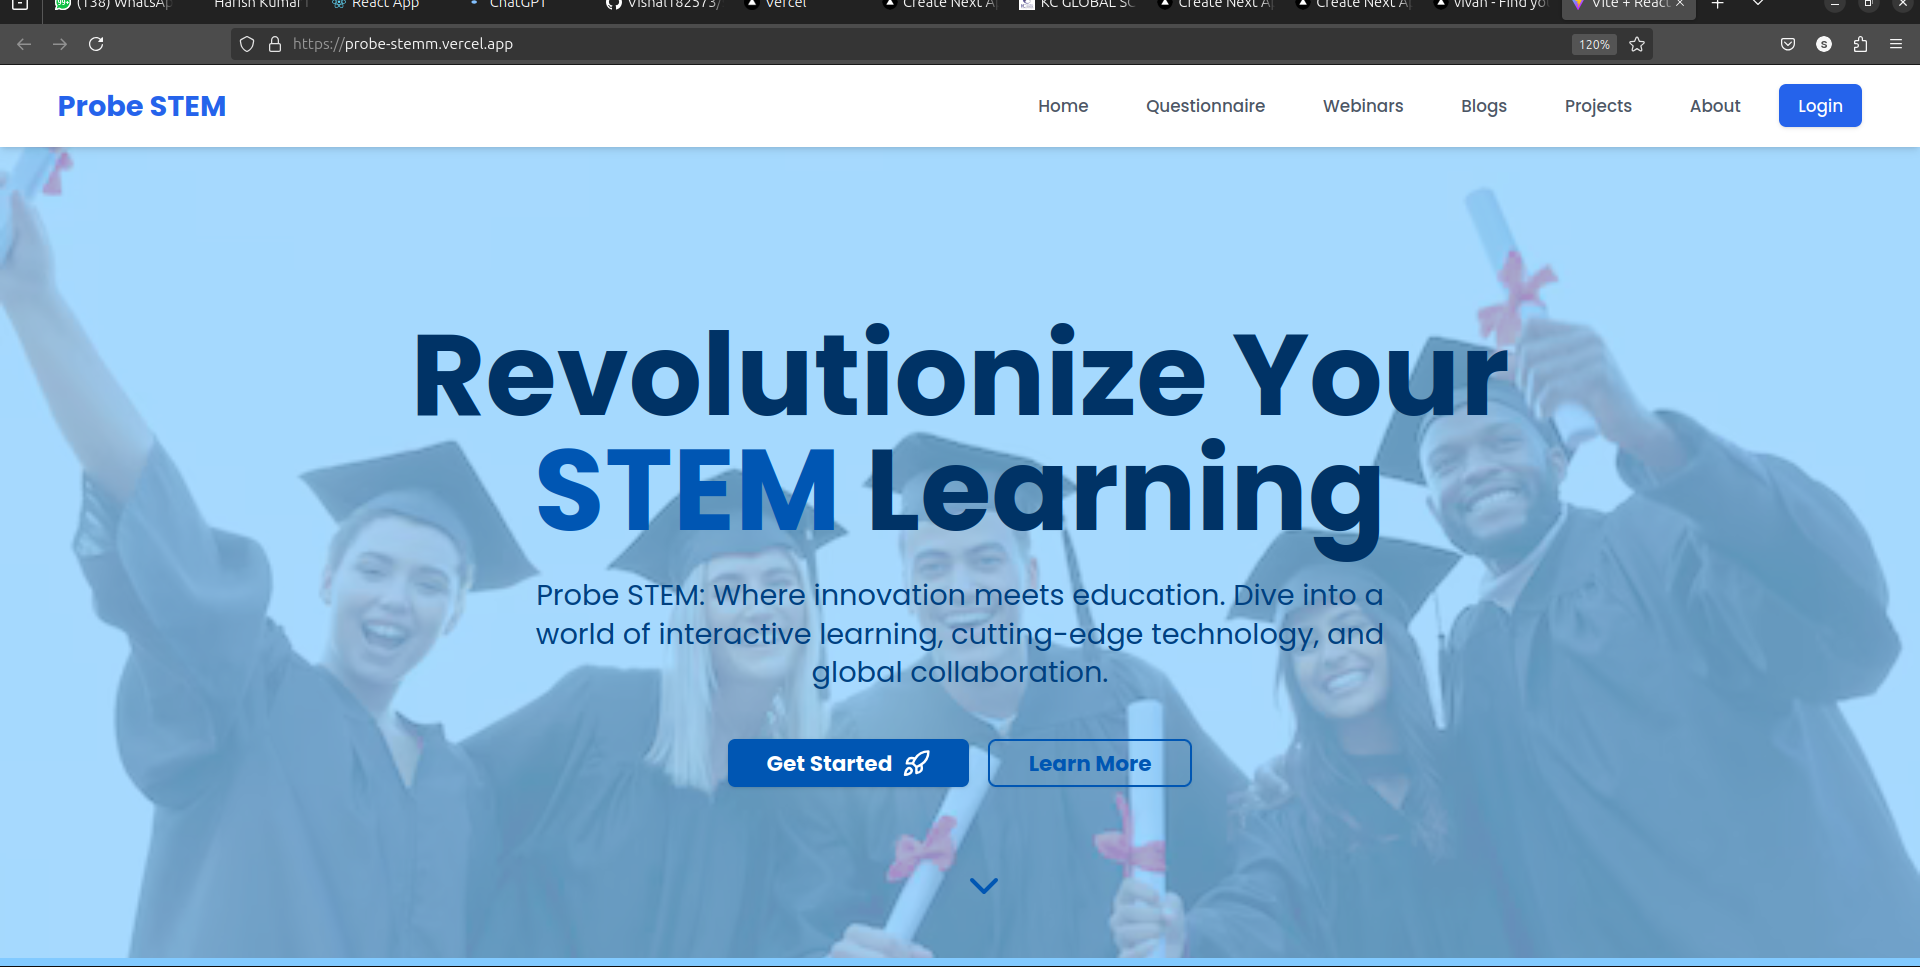 (138) WhatsAp
Harish Kumar
React App
ChatGPT
Vishal182573/
Vercel
Create Next A
KC GLOBAL SC
Create Next A
Create Next A
Vivah - Find yo
Vite + React
https://probe-stemm.vercel.app
120%
S
Probe STEM
Home
Questionnaire
Webinars
Blogs
Projects
About
Login
Revolutionize Your
STEM Learning
Probe STEM: Where innovation meets education. Dive into a
world of interactive learning, cutting-edge technology, and
global collaboration.
Get Started
Learn More